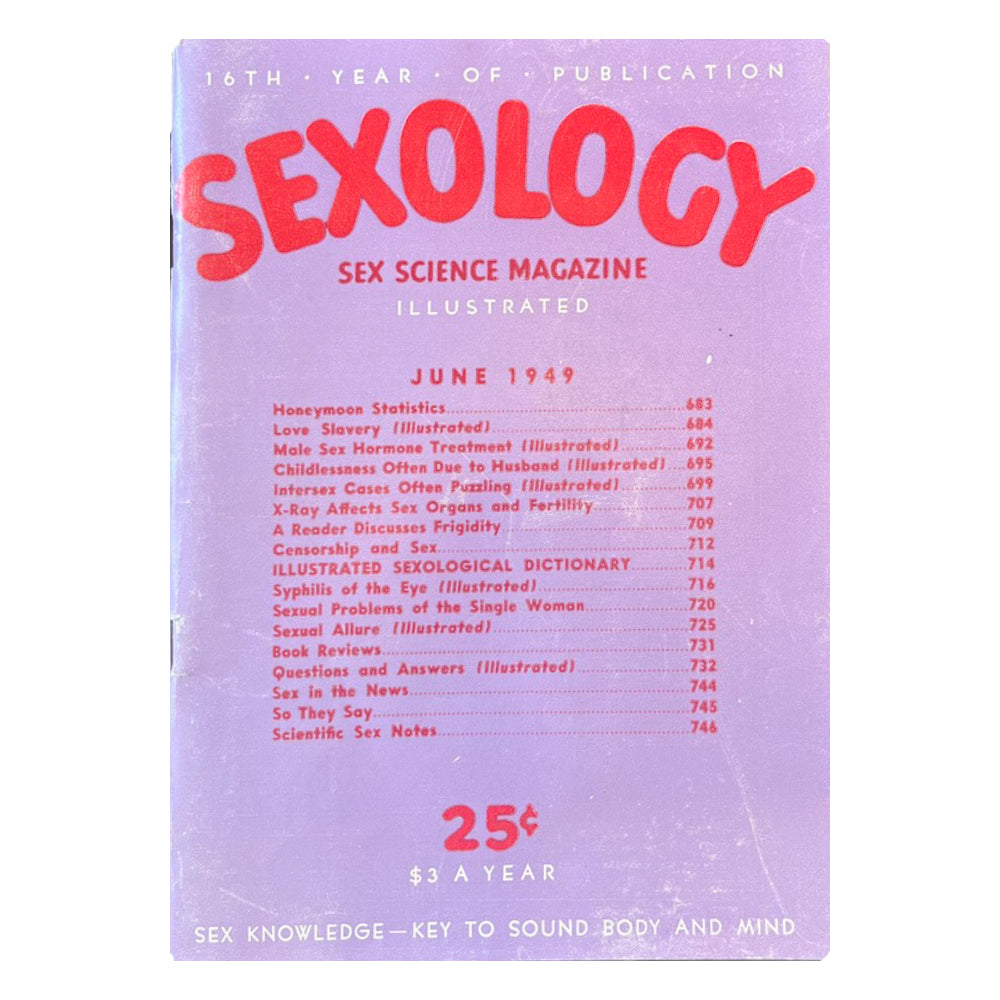 16TH · YEAR · OF · PUBLICATION
SEXOLOGY
SEX SCIENCE MAGAZINE
ILLUSTRATED
JUNE 1949
Honeymoon Statistics........683
Love Slavery (Illustrated)........684
Male Sex Hormone Treatment (Illustrated)........692
Childlessness Often Due to Husband (Illustrated)....695
Intersex Cases Often Puzzling (Illustrated)........699
X-Ray Affects Sex Organs and Fertility........707
A Reader Discusses Frigidity........709
Censorship and Sex........712
ILLUSTRATED SEXOLOGICAL DICTIONARY........714
Syphilis of the Eye (Illustrated)........716
Sexual Problems of the Single Woman........720
Sexual Allure (Illustrated)........725
Book Reviews........731
Questions and Answers (Illustrated)........732
Sex in the News........744
So They Say........745
Scientific Sex Notes........746
25¢
$3 A YEAR
SEX KNOWLEDGE—KEY TO SOUND BODY AND MIND